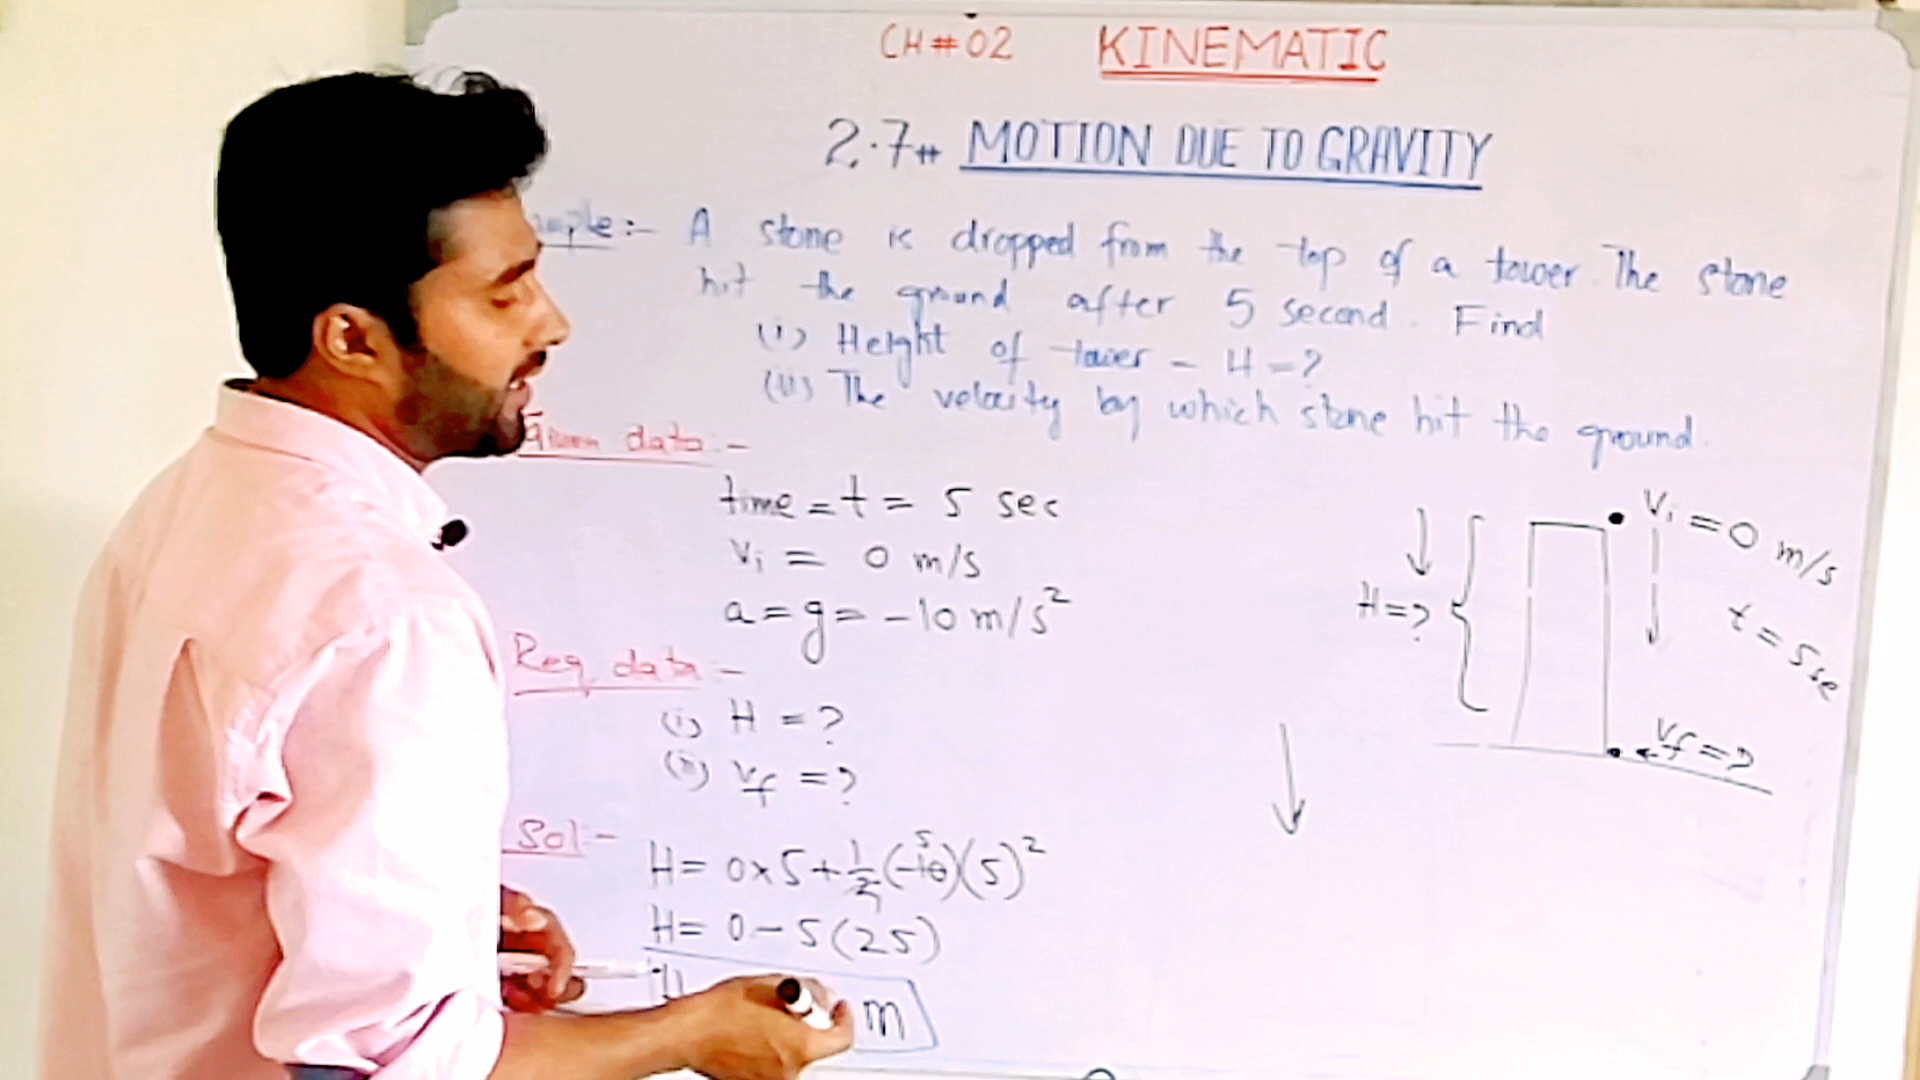 CH#02 KINEMATIC
2.7# MOTION DUE TO GRAVITY
A stone is dropped from the top of a tower. The stone
hit the ground after 5 second. Find
(i) Height of tower - H=?
(ii) The velocity by which stone hit the ground.
Given data:-
time = t = 5 sec
Vi = 0 m/s
a = g = -10 m/s²
Req data:-
(i) H = ?
(ii) Vf = ?
Sol:-
H = 0x5 + 1/2 (-10)(5)² 5
H = 0 - 5(25)
m
Vi = 0 m/s
H=?
t = 5 se
Vf = ?